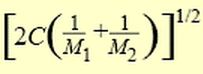 [2C(1/M₁ + 1/M₂)]^1/2